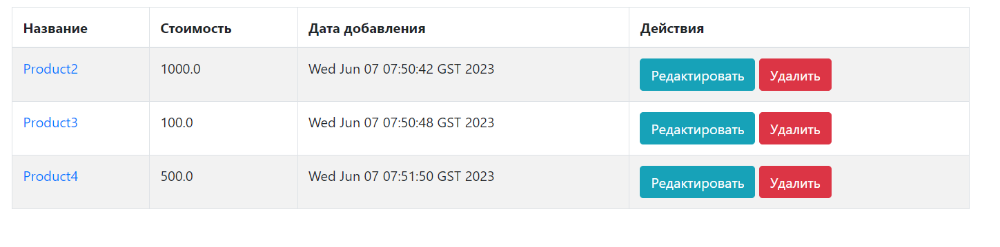 Название Стоимость Дата добавления Действия
Product2 1000.0 Wed Jun 07 07:50:42 GST 2023 Редактировать Удалить
Product3 100.0 Wed Jun 07 07:50:48 GST 2023 Редактировать Удалить
Product4 500.0 Wed Jun 07 07:51:50 GST 2023 Редактировать Удалить